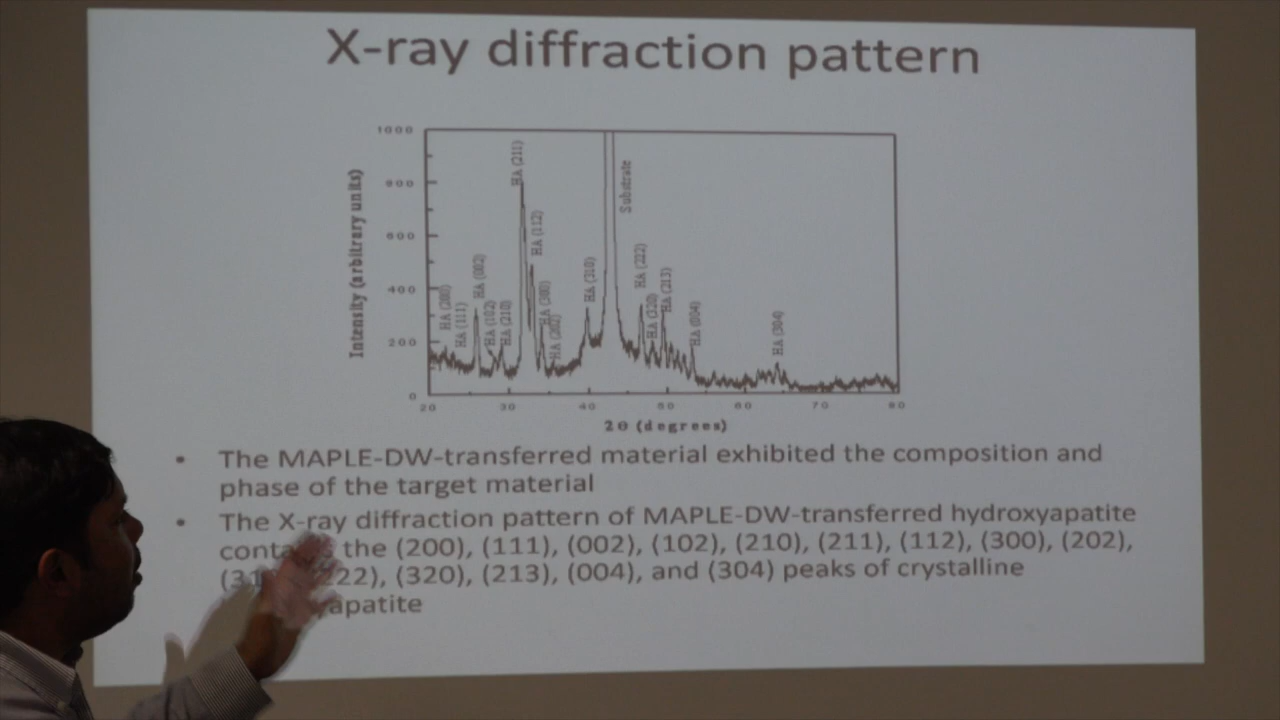 X-ray diffraction pattern
1000
800
600
400
200
0
Intensity (arbitrary units)
HA (200)
HA (111)
HA (002)
HA (102)
HA (210)
HA (211)
HA (112)
HA (300)
HA (202)
HA (310)
Substrate
HA (222)
HA (320)
HA (213)
HA (004)
HA (304)
20 30 40 50 60 70 80
2θ (degrees)
• The MAPLE-DW-transferred material exhibited the composition and
phase of the target material
• The X-ray diffraction pattern of MAPLE-DW-transferred hydroxyapatite
the (200), (111), (002), (102), (210), (211), (112), (300), (202),
(320), (213), (004), and (304) peaks of crystalline